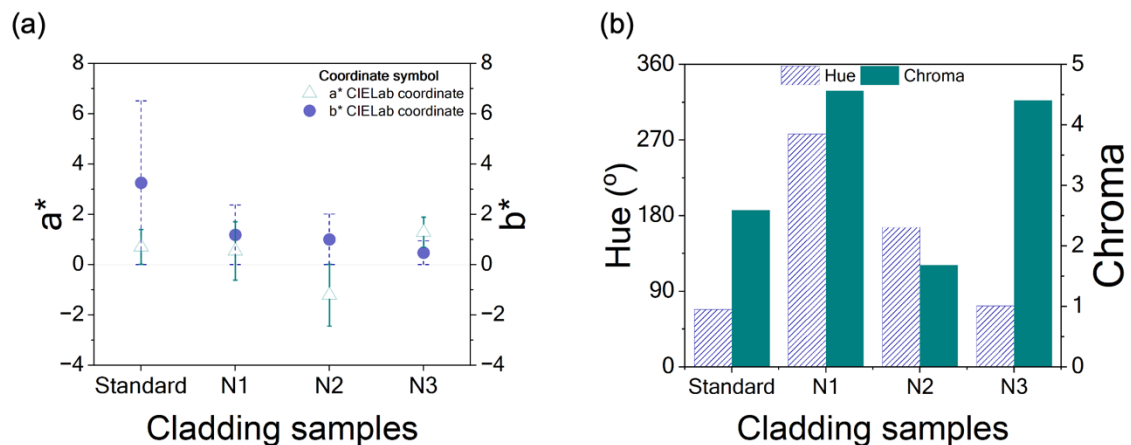 (a)
8
6
4
2
0
−2
−4
a*
8
6
4
2
0
−2
−4
b*
Coordinate symbol
a* CIELab coordinate
b* CIELab coordinate
Standard N1 N2 N3
Cladding samples
(b)
360
270
180
90
0
Hue (º)
5
4
3
2
1
0
Chroma
Hue Chroma
Standard N1 N2 N3
Cladding samples